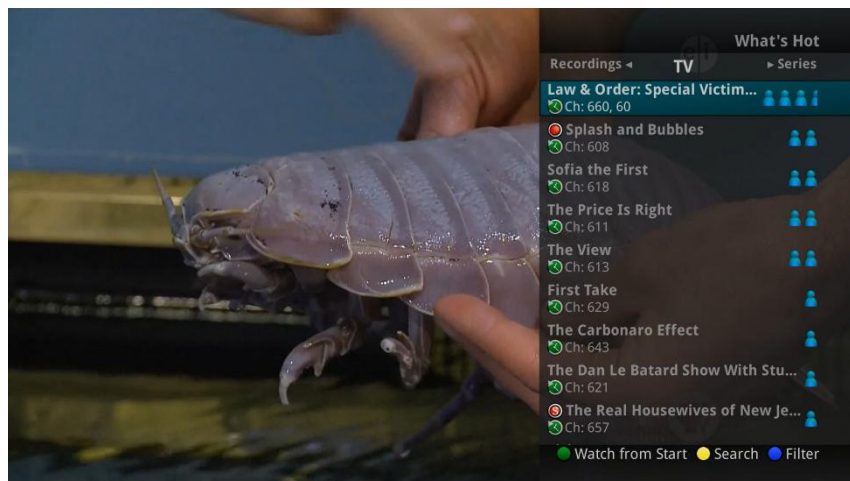 What's Hot
Recordings ◂ TV ▸ Series
Law & Order: Special Victim...
Ch: 660, 60
Splash and Bubbles
Ch: 608
Sofia the First
Ch: 618
The Price Is Right
Ch: 611
The View
Ch: 613
First Take
Ch: 629
The Carbonaro Effect
Ch: 643
The Dan Le Batard Show With Stu...
Ch: 621
S The Real Housewives of New Je...
Ch: 657
Watch from Start Search Filter